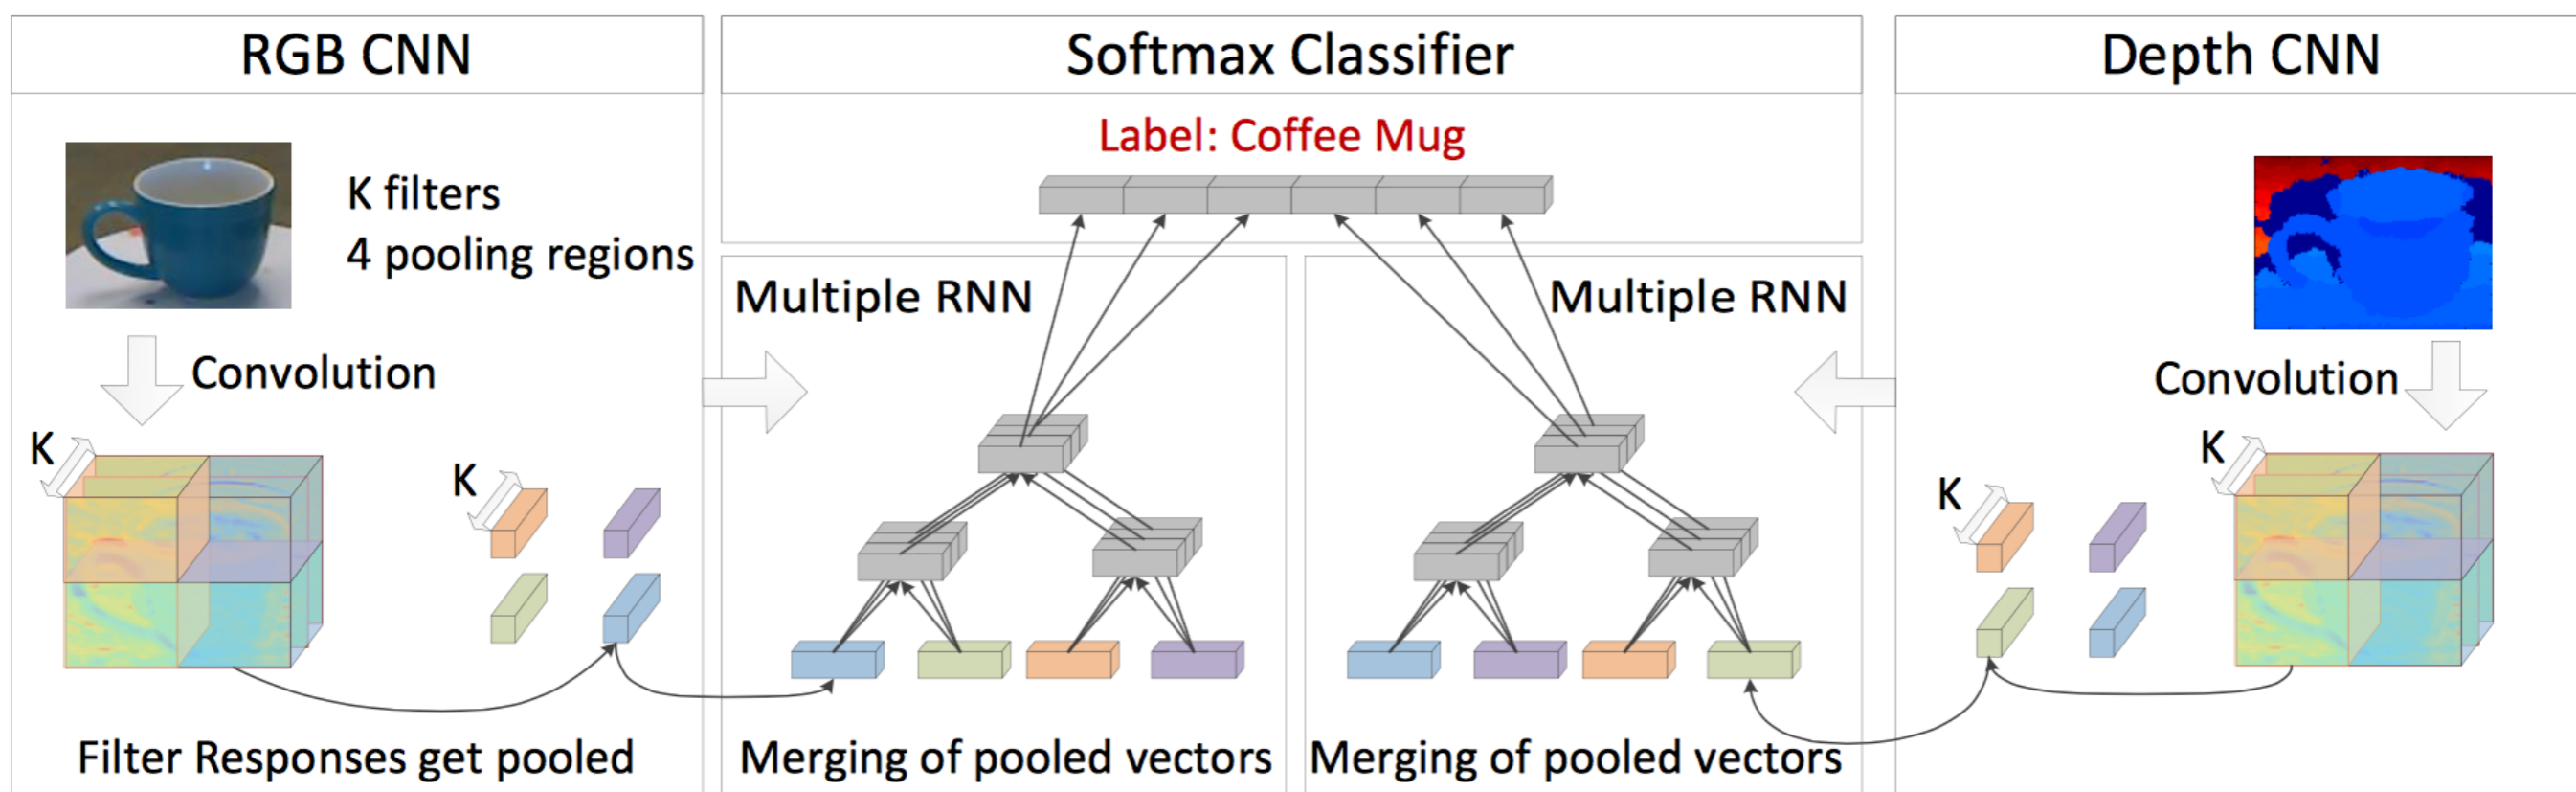 RGB CNN
K filters
4 pooling regions
Convolution
K
K
Filter Responses get pooled
Softmax Classifier
Label: Coffee Mug
Multiple RNN
Multiple RNN
Merging of pooled vectors
Merging of pooled vectors
Depth CNN
Convolution
K
K